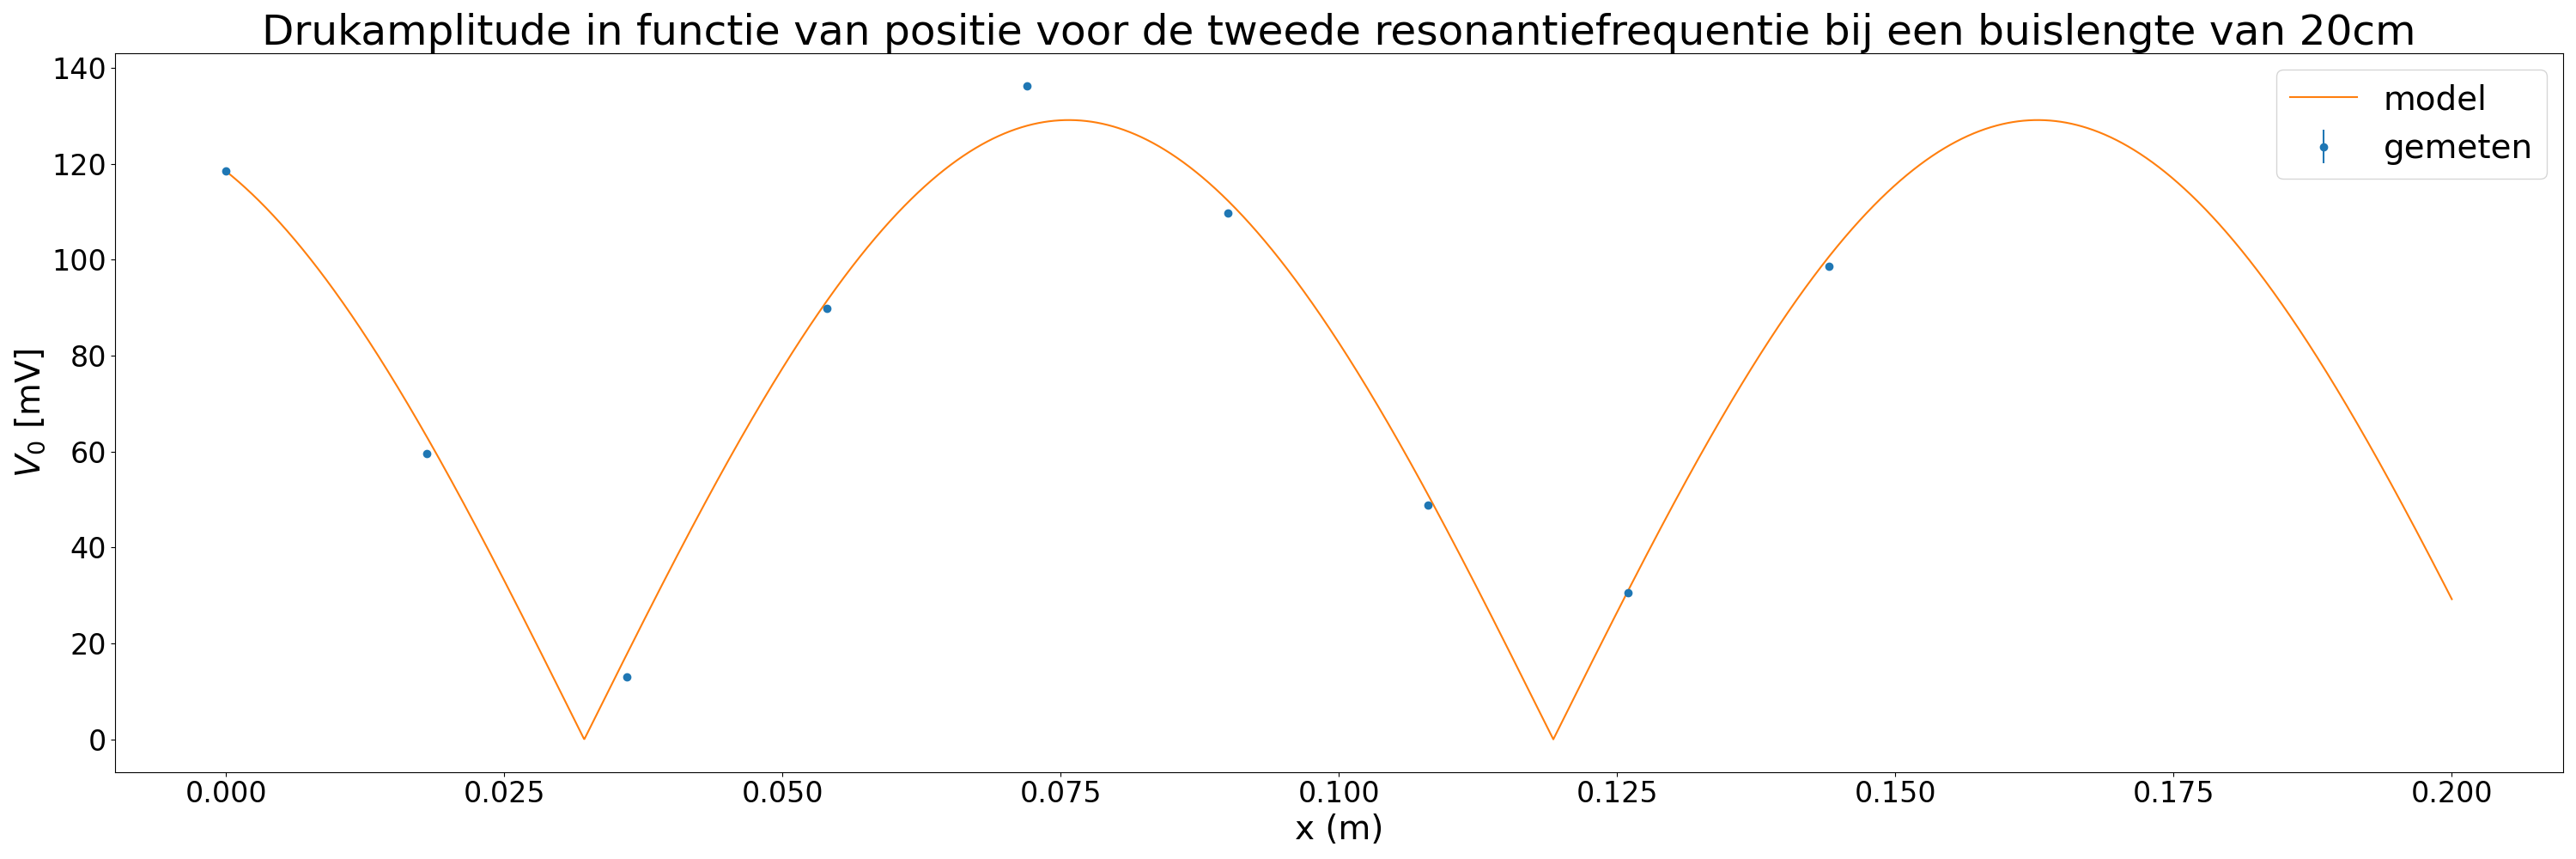 Drukamplitude in functie van positie voor de tweede resonantiefrequentie bij een buislengte van 20cm
140
120
100
80
60
40
20
0
V₀ [mV]
model
gemeten
0.000 0.025 0.050 0.075 0.100 0.125 0.150 0.175 0.200
x (m)